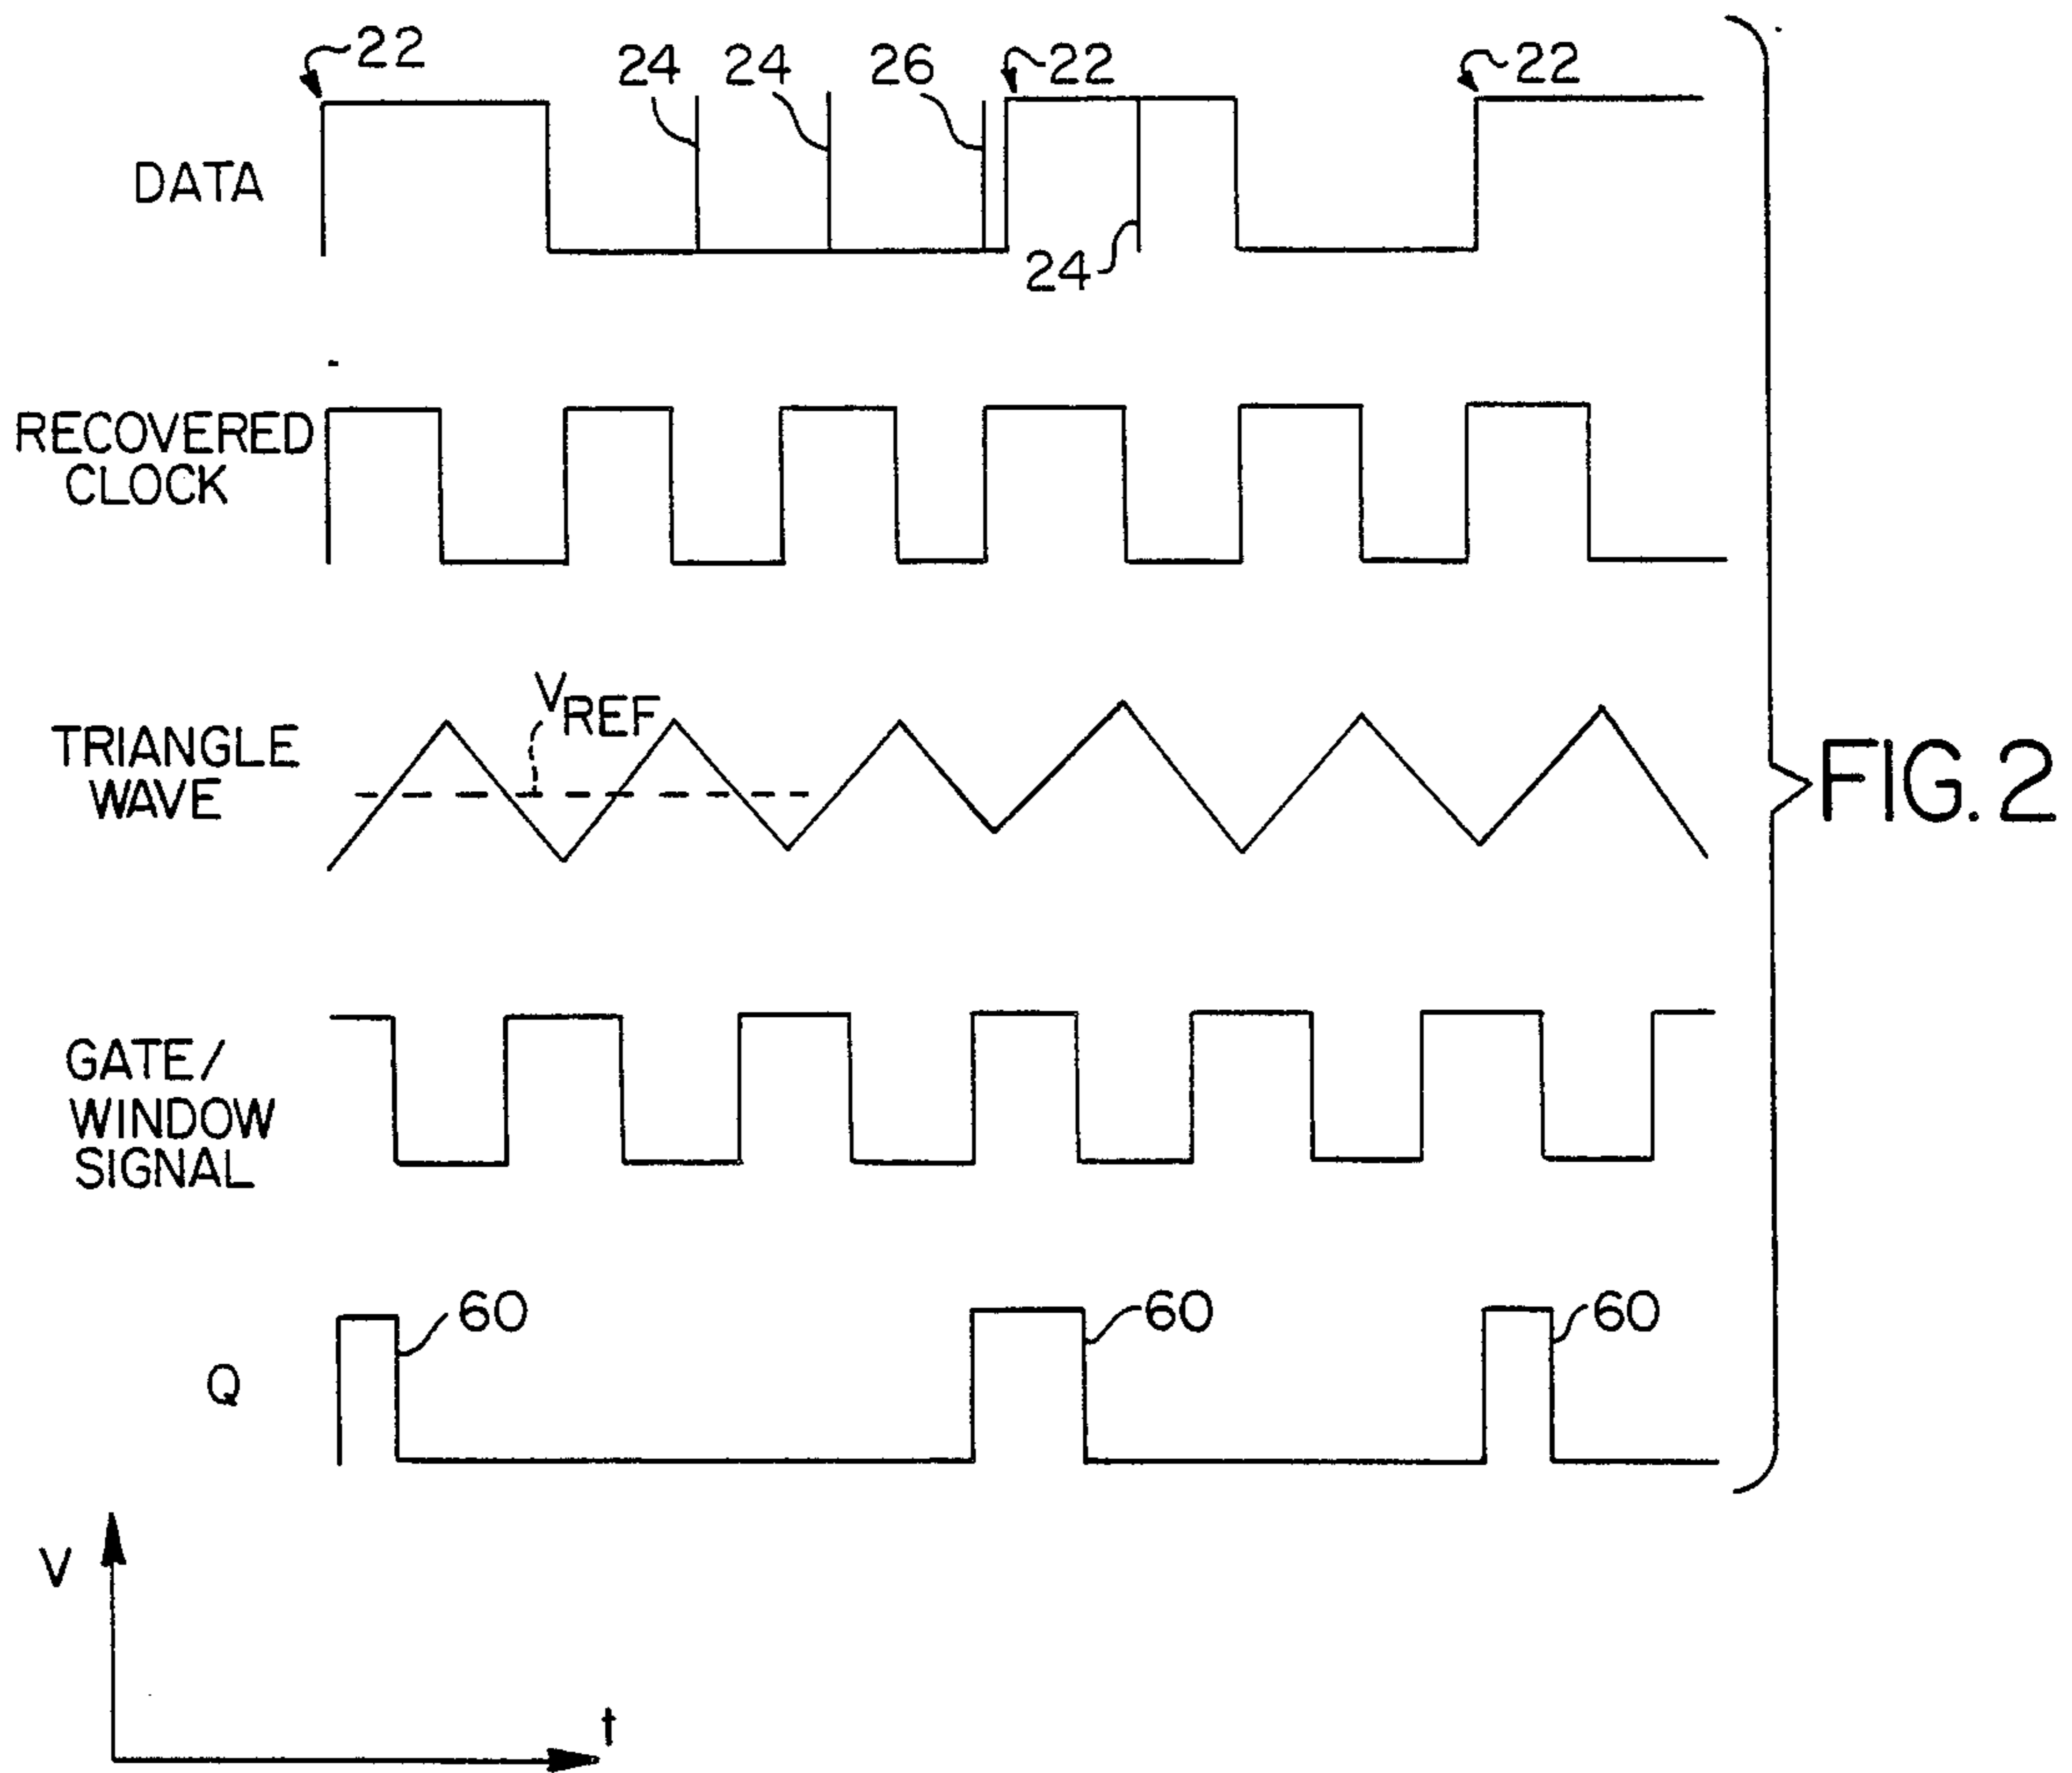 22
24
24
26
22
22
DATA
24
RECOVERED
CLOCK
VREF
TRIANGLE
WAVE
FIG. 2
GATE/
WINDOW
SIGNAL
60
60
60
Q
V
t